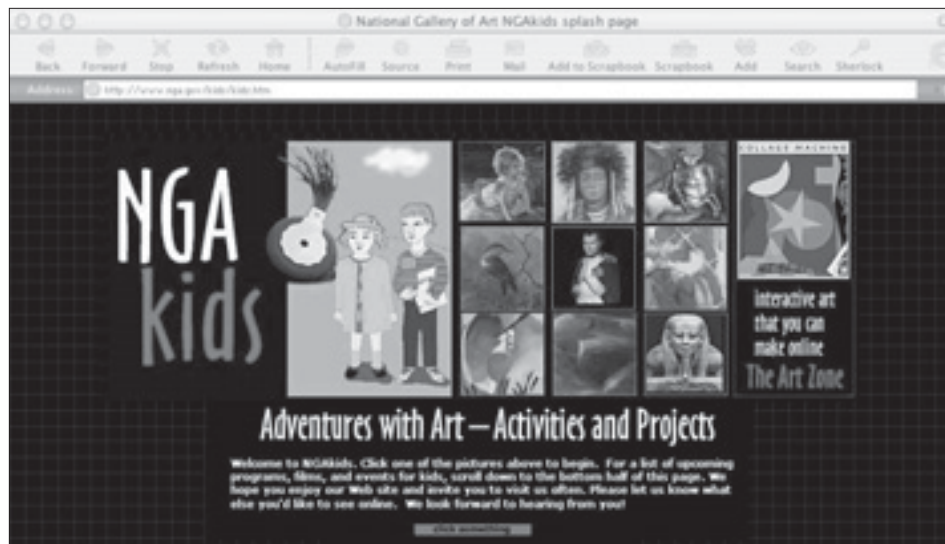 National Gallery of Art NGAkids splash page
Back Forward Stop Refresh Home AutoFill Source Print Mail Add to Scrapbook Scrapbook Add Search Sherlock
Address http://www.nga.gov/kids/kids.htm
NGA
kids
COLLAGE MACHINE
Interactive art
that you can
make online
The Art Zone
Adventures with Art—Activities and Projects
Welcome to NGAkids. Click one of the pictures above to begin. For a list of upcoming
programs, films, and events for kids, scroll down to the bottom half of this page. We
hope you enjoy our Web site and invite you to visit us often. Please let us know what
else you'd like to see online. We look forward to hearing from you!
click something